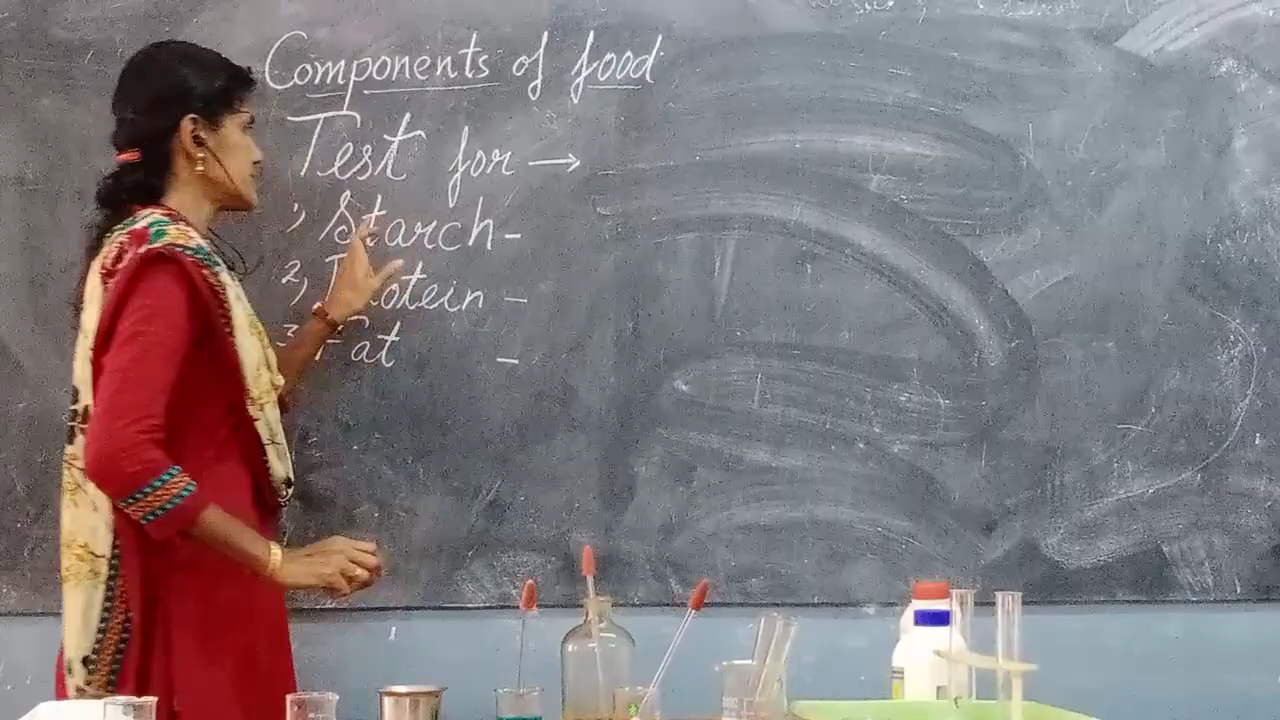 Components of food
Test for →
1) Starch -
2) Protein -
3 Fat -